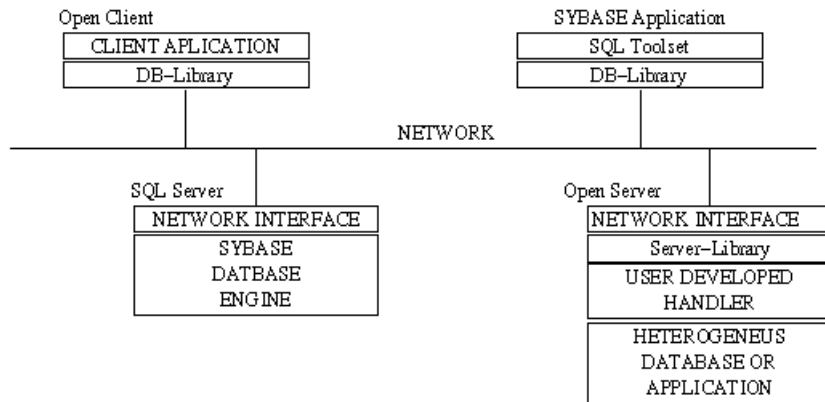 Open Client
CLIENT APLICATION
DB–Library
SYBASE Application
SQL Toolset
DB–Library
NETWORK
SQL Server
NETWORK INTERFACE
SYBASE
DATBASE
ENGINE
Open Server
NETWORK INTERFACE
Server–Library
USER DEVELOPED
HANDLER
HETEROGENEUS
DATABASE OR
APPLICATION